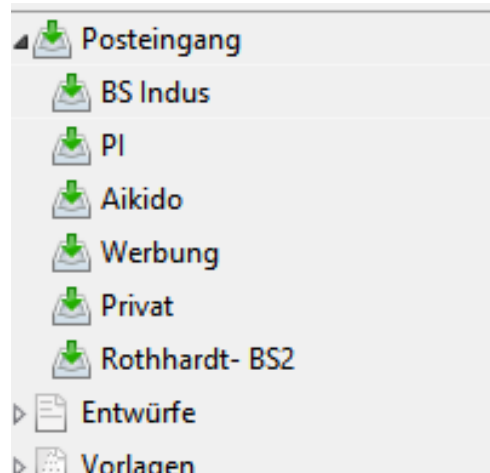 Posteingang
BS Indus
PI
Aikido
Werbung
Privat
Rothhardt- BS2
Entwürfe
Vorlagen